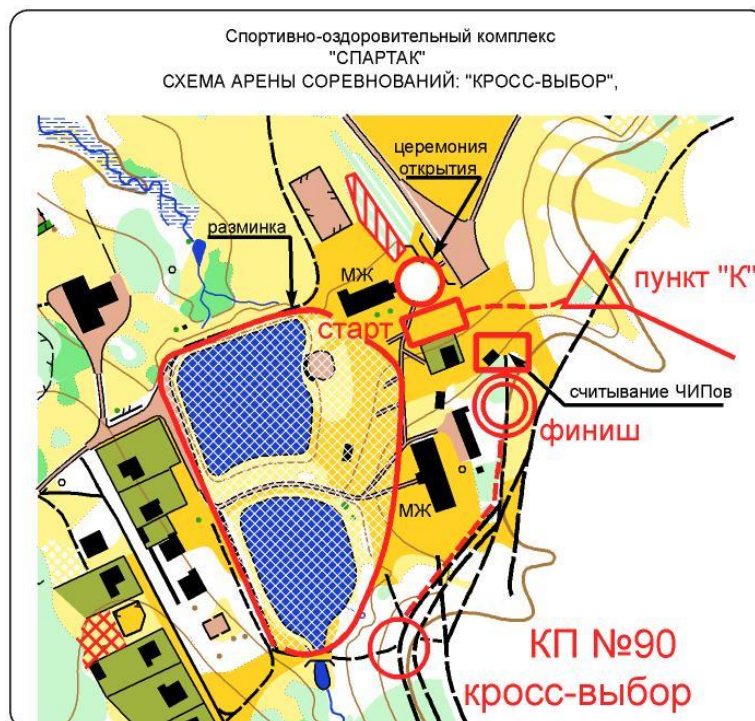 Спортивно-оздоровительный комплекс
"СПАРТАК"
СХЕМА АРЕНЫ СОРЕВНОВАНИЙ: "КРОСС-ВЫБОР",
церемония
открытия
разминка
МЖ
пункт "К"
старт
считывание ЧИПов
финиш
МЖ
КП №90
кросс-выбор